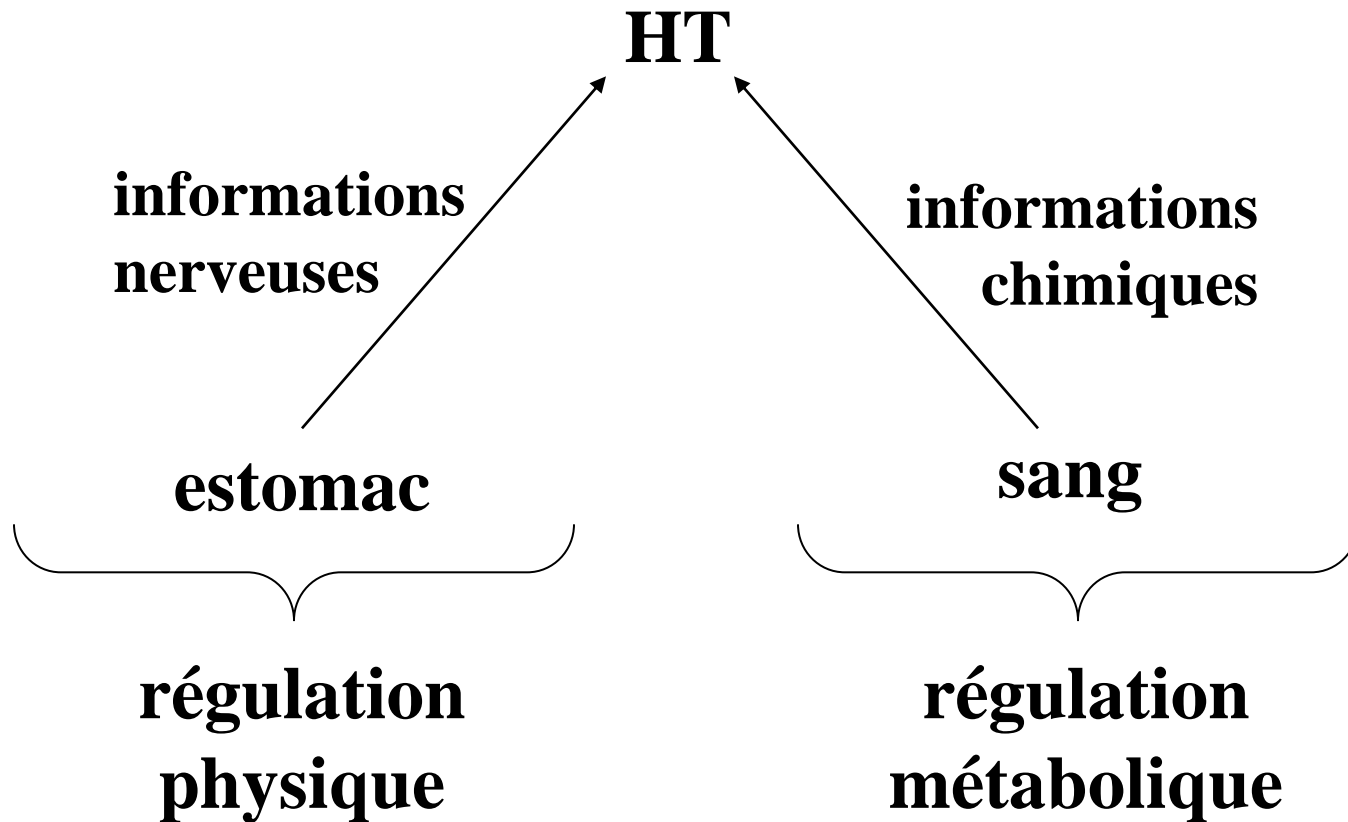 HT
informations
nerveuses
informations
chimiques
estomac
sang
régulation
physique
régulation
métabolique